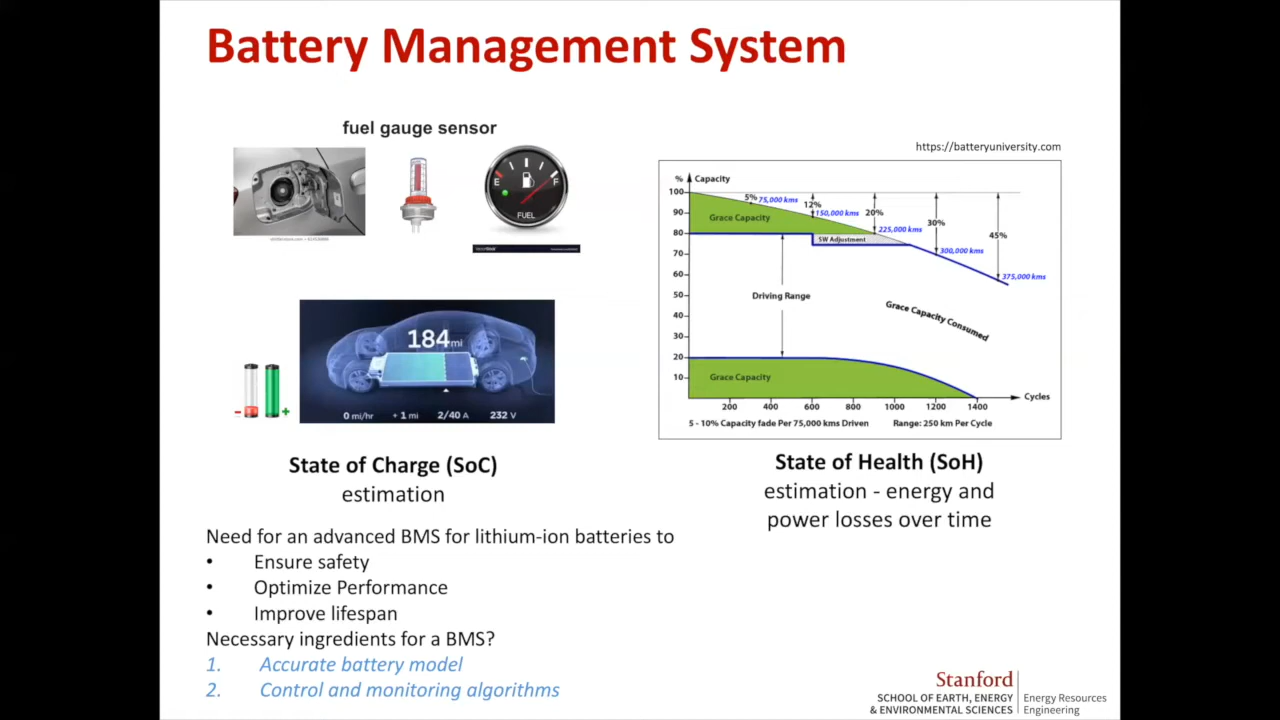 Battery Management System
fuel gauge sensor
E
F
FUEL
https://batteryuniversity.com
% Capacity
100
90
80
70
60
50
40
30
20
10
5% 75,000 kms
12%
150,000 kms
20%
225,000 kms
30%
300,000 kms
45%
375,000 kms
Grace Capacity
SW Adjustment
Driving Range
Grace Capacity Consumed
Grace Capacity
Cycles
200 400 600 800 1000 1200 1400
5 - 10% Capacity fade Per 75,000 kms Driven Range: 250 km Per Cycle
184 mi
0 mi/hr + 1 mi 2/40 A 232 V
- +
State of Charge (SoC)
estimation
State of Health (SoH)
estimation - energy and
power losses over time
Need for an advanced BMS for lithium-ion batteries to
• Ensure safety
• Optimize Performance
• Improve lifespan
Necessary ingredients for a BMS?
1. Accurate battery model
2. Control and monitoring algorithms
Stanford
SCHOOL OF EARTH, ENERGY
& ENVIRONMENTAL SCIENCES
Energy Resources
Engineering